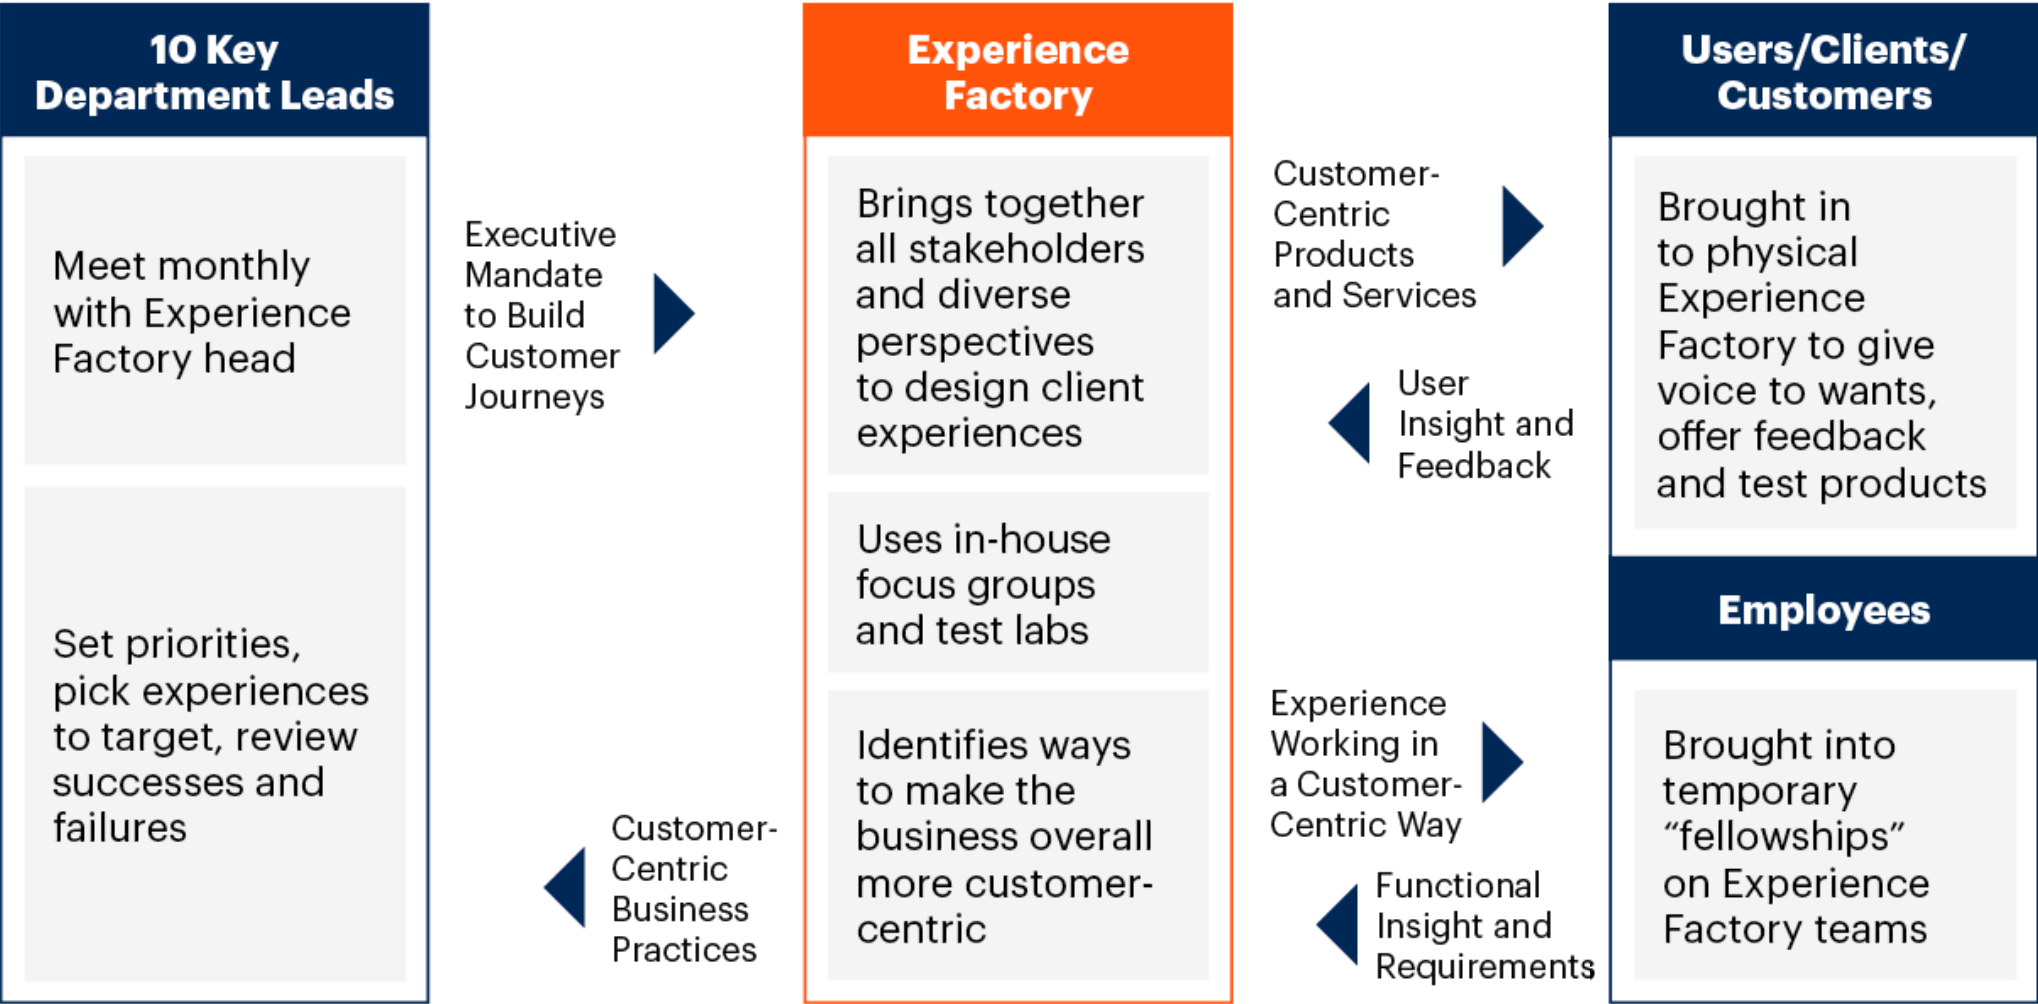 10 Key
Department Leads
Meet monthly
with Experience
Factory head
Set priorities,
pick experiences
to target, review
successes and
failures
Executive
Mandate
to Build
Customer
Journeys
Customer-
Centric
Business
Practices
Experience
Factory
Brings together
all stakeholders
and diverse
perspectives
to design client
experiences
Uses in-house
focus groups
and test labs
Identifies ways
to make the
business overall
more customer-
centric
Customer-
Centric
Products
and Services
User
Insight and
Feedback
Experience
Working in
a Customer-
Centric Way
Functional
Insight and
Requirements
Users/Clients/
Customers
Brought in
to physical
Experience
Factory to give
voice to wants,
offer feedback
and test products
Employees
Brought into
temporary
“fellowships”
on Experience
Factory teams